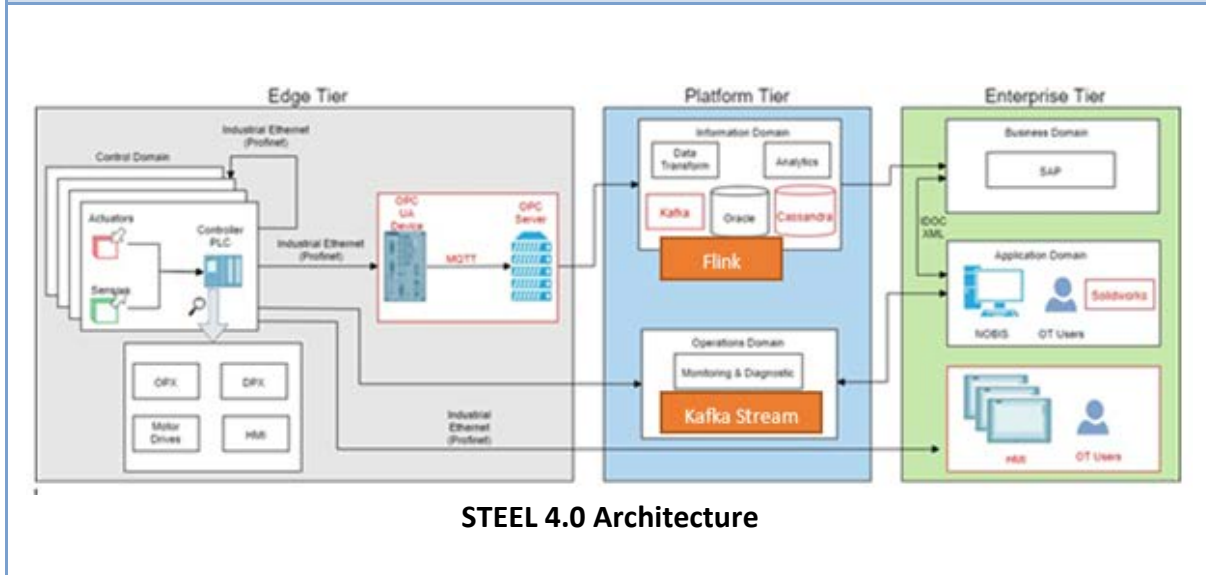 Edge Tier
Platform Tier
Enterprise Tier
Industrial Ethernet
(Profinet)
Control Domain
Actuators
Controller
PLC
Sensors
Industrial Ethernet
(Profinet)
OPC
UA
Device
MQTT
OPC
Server
OPX
DPX
Motor
Drives
HMI
Industrial
Ethernet
(Profinet)
Information Domain
Data
Transform
Analytics
Kafka
Oracle
Cassandra
Flink
Operations Domain
Monitoring & Diagnostic
Kafka Stream
Business Domain
SAP
IDOC
XML
Application Domain
NOBIS
OT Users
Solidworks
HMI
OT Users
STEEL 4.0 Architecture